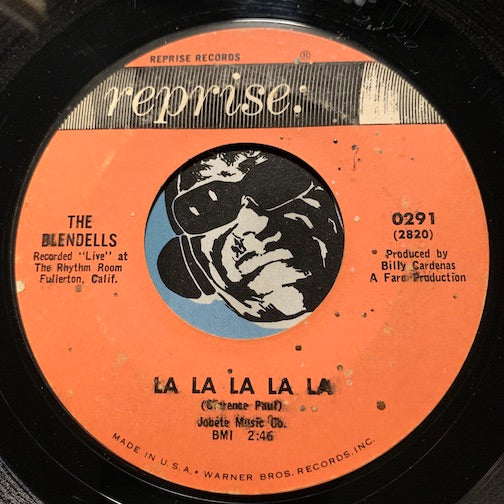 REPRISE RECORDS ®
reprise:
THE
BLENDELLS
Recorded "Live" at
The Rhythm Room
Fullerton, Calif.
0291
(2820)
Produced by
Billy Cardenas
A Faro Production
LA LA LA LA LA
(Clarence Paul)
Jobete Music Co.
BMI 2:46
MADE IN U.S.A. • WARNER BROS. RECORDS, INC.